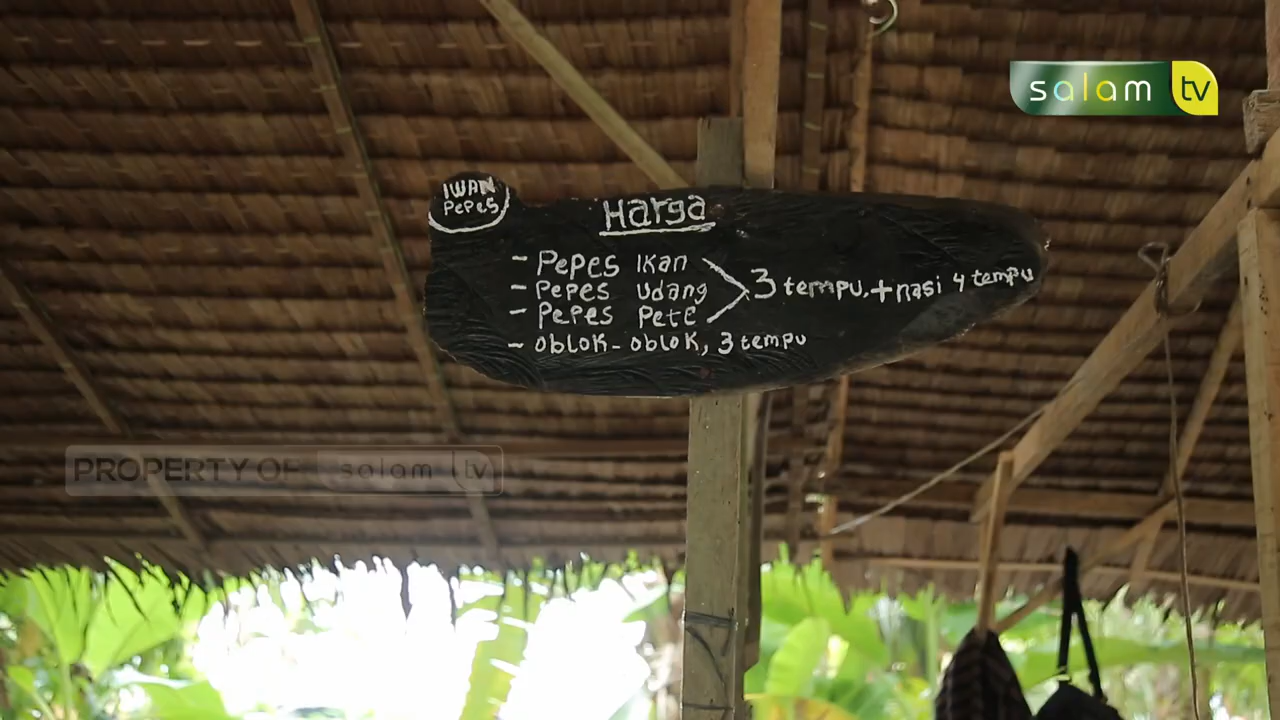 salam tv
IWAN
PePeS
Harga
- PePeS IKan
- PePeS Udang
- PePeS Pete
3 tempu. + nasi 4 tempu
- OBLOK - OBLOK, 3 tempu
PROPERTY OF salam tv